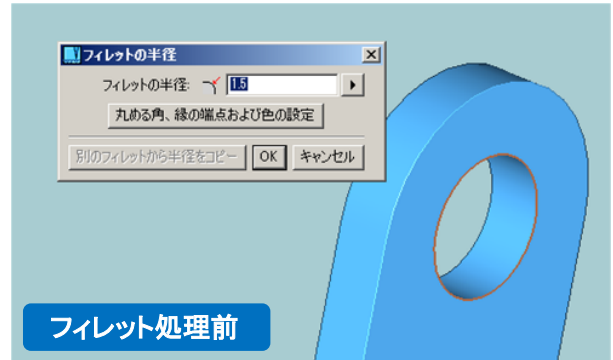 フィレットの半径
フィレットの半径: 1.5
丸める角、縁の端点および色の設定
別のフィレットから半径をコピー OK キャンセル
フィレット処理前